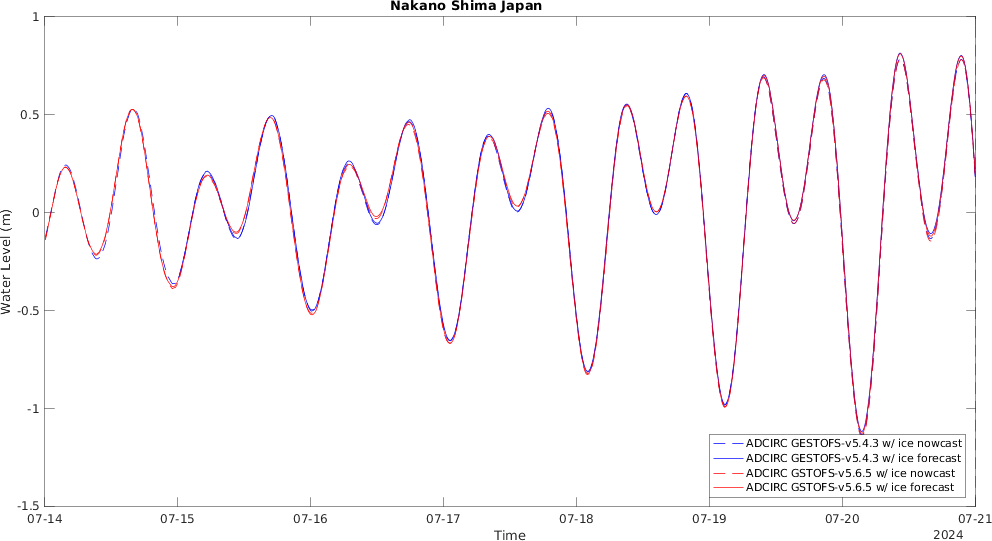 Nakano Shima Japan
1
0.5
0
-0.5
-1
-1.5
Water Level (m)
ADCIRC GESTOFS-v5.4.3 w/ ice nowcast
ADCIRC GESTOFS-v5.4.3 w/ ice forecast
ADCIRC GSTOFS-v5.6.5 w/ ice nowcast
ADCIRC GSTOFS-v5.6.5 w/ ice forecast
07-14 07-15 07-16 07-17 07-18 07-19 07-20 07-21
Time
2024